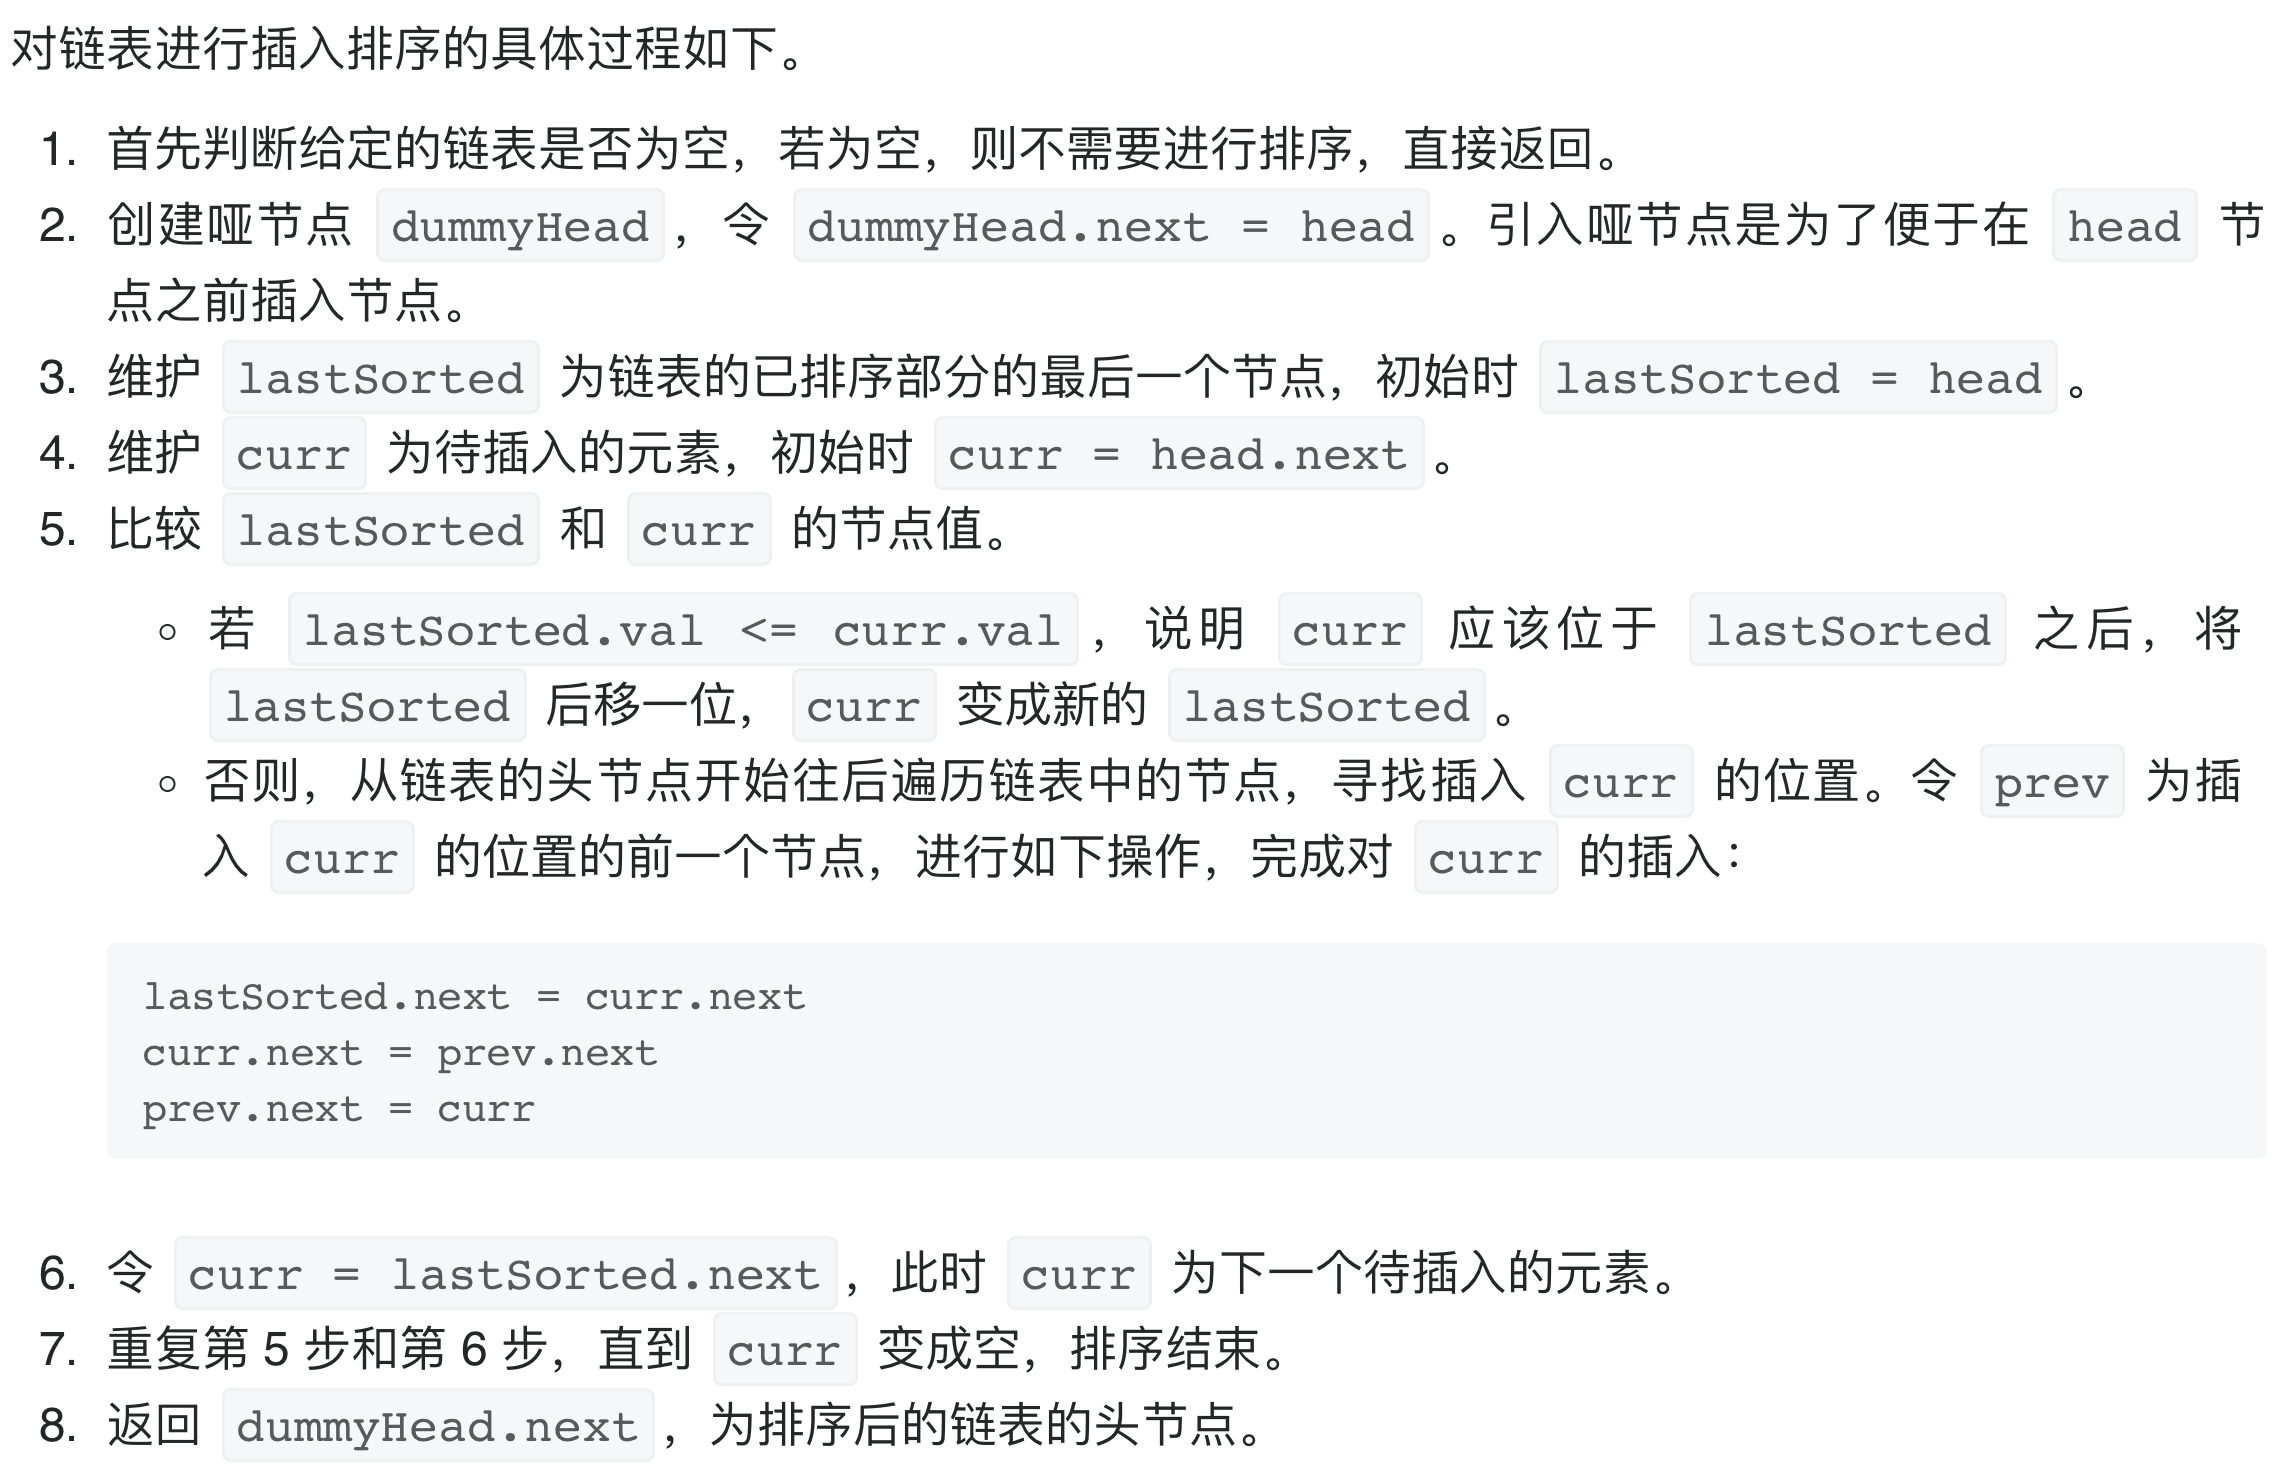 对链表进行插入排序的具体过程如下。
1. 首先判断给定的链表是否为空，若为空，则不需要进行排序，直接返回。
2. 创建哑节点 dummyHead ，令 dummyHead.next = head 。引入哑节点是为了便于在 head 节
点之前插入节点。
3. 维护 lastSorted 为链表的已排序部分的最后一个节点，初始时 lastSorted = head 。
4. 维护 curr 为待插入的元素，初始时 curr = head.next 。
5. 比较 lastSorted 和 curr 的节点值。
◦ 若 lastSorted.val <= curr.val ，说明 curr 应该位于 lastSorted 之后，将
lastSorted 后移一位， curr 变成新的 lastSorted 。
◦ 否则，从链表的头节点开始往后遍历链表中的节点，寻找插入 curr 的位置。令 prev 为插
入 curr 的位置的前一个节点，进行如下操作，完成对 curr 的插入：
lastSorted.next = curr.next
curr.next = prev.next
prev.next = curr
6. 令 curr = lastSorted.next ，此时 curr 为下一个待插入的元素。
7. 重复第 5 步和第 6 步，直到 curr 变成空，排序结束。
8. 返回 dummyHead.next ，为排序后的链表的头节点。